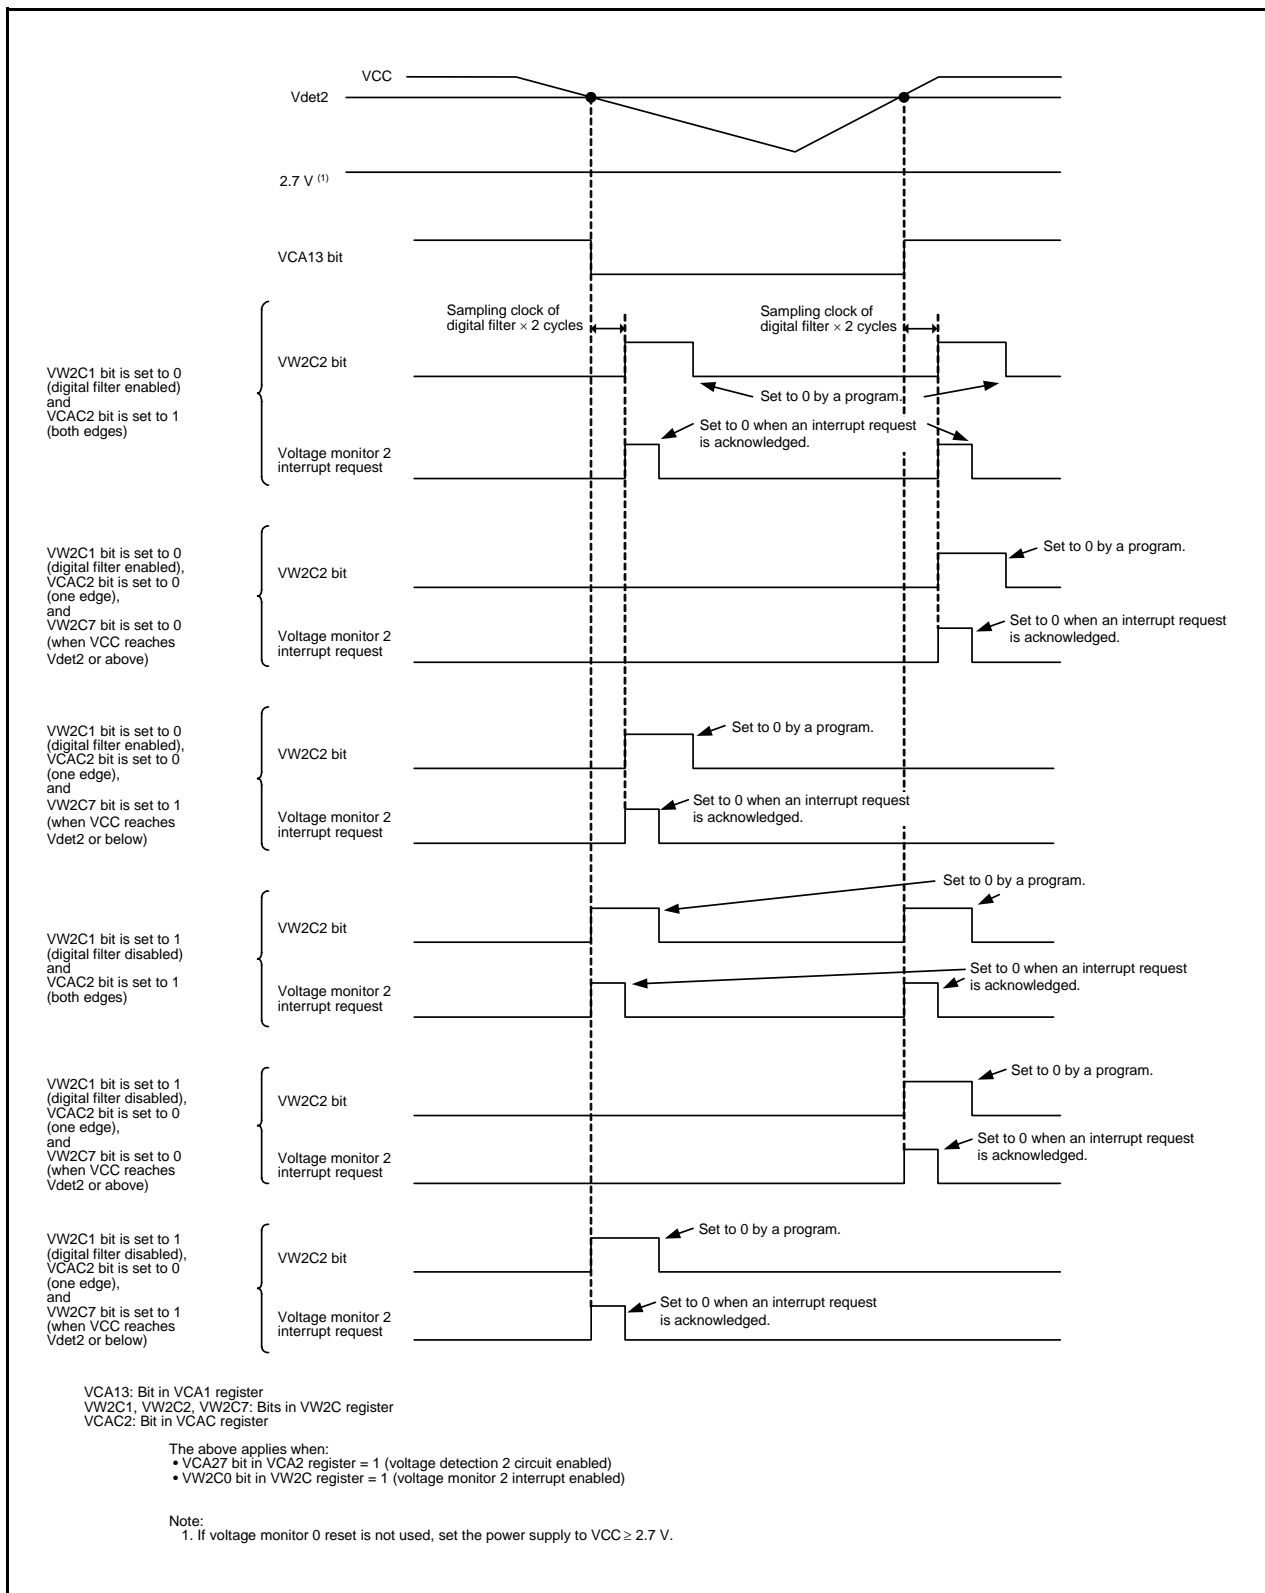 VCC
Vdet2
2.7 V (1)
VCA13 bit
Sampling clock of
digital filter × 2 cycles
Sampling clock of
digital filter × 2 cycles
VW2C1 bit is set to 0
(digital filter enabled)
and
VCAC2 bit is set to 1
(both edges)
VW2C2 bit
Set to 0 by a program.
Voltage monitor 2
interrupt request
Set to 0 when an interrupt request
is acknowledged.
VW2C1 bit is set to 0
(digital filter enabled),
VCAC2 bit is set to 0
(one edge),
and
VW2C7 bit is set to 0
(when VCC reaches
Vdet2 or above)
VW2C2 bit
Set to 0 by a program.
Voltage monitor 2
interrupt request
Set to 0 when an interrupt request
is acknowledged.
VW2C1 bit is set to 0
(digital filter enabled),
VCAC2 bit is set to 0
(one edge),
and
VW2C7 bit is set to 1
(when VCC reaches
Vdet2 or below)
VW2C2 bit
Set to 0 by a program.
Voltage monitor 2
interrupt request
Set to 0 when an interrupt request
is acknowledged.
VW2C1 bit is set to 1
(digital filter disabled)
and
VCAC2 bit is set to 1
(both edges)
VW2C2 bit
Set to 0 by a program.
Voltage monitor 2
interrupt request
Set to 0 when an interrupt request
is acknowledged.
VW2C1 bit is set to 1
(digital filter disabled),
VCAC2 bit is set to 0
(one edge),
and
VW2C7 bit is set to 0
(when VCC reaches
Vdet2 or above)
VW2C2 bit
Set to 0 by a program.
Voltage monitor 2
interrupt request
Set to 0 when an interrupt request
is acknowledged.
VW2C1 bit is set to 1
(digital filter disabled),
VCAC2 bit is set to 0
(one edge),
and
VW2C7 bit is set to 1
(when VCC reaches
Vdet2 or below)
VW2C2 bit
Set to 0 by a program.
Voltage monitor 2
interrupt request
Set to 0 when an interrupt request
is acknowledged.
VCA13: Bit in VCA1 register
VW2C1, VW2C2, VW2C7: Bits in VW2C register
VCAC2: Bit in VCAC register
The above applies when:
• VCA27 bit in VCA2 register = 1 (voltage detection 2 circuit enabled)
• VW2C0 bit in VW2C register = 1 (voltage monitor 2 interrupt enabled)
Note:
1. If voltage monitor 0 reset is not used, set the power supply to VCC ≥ 2.7 V.